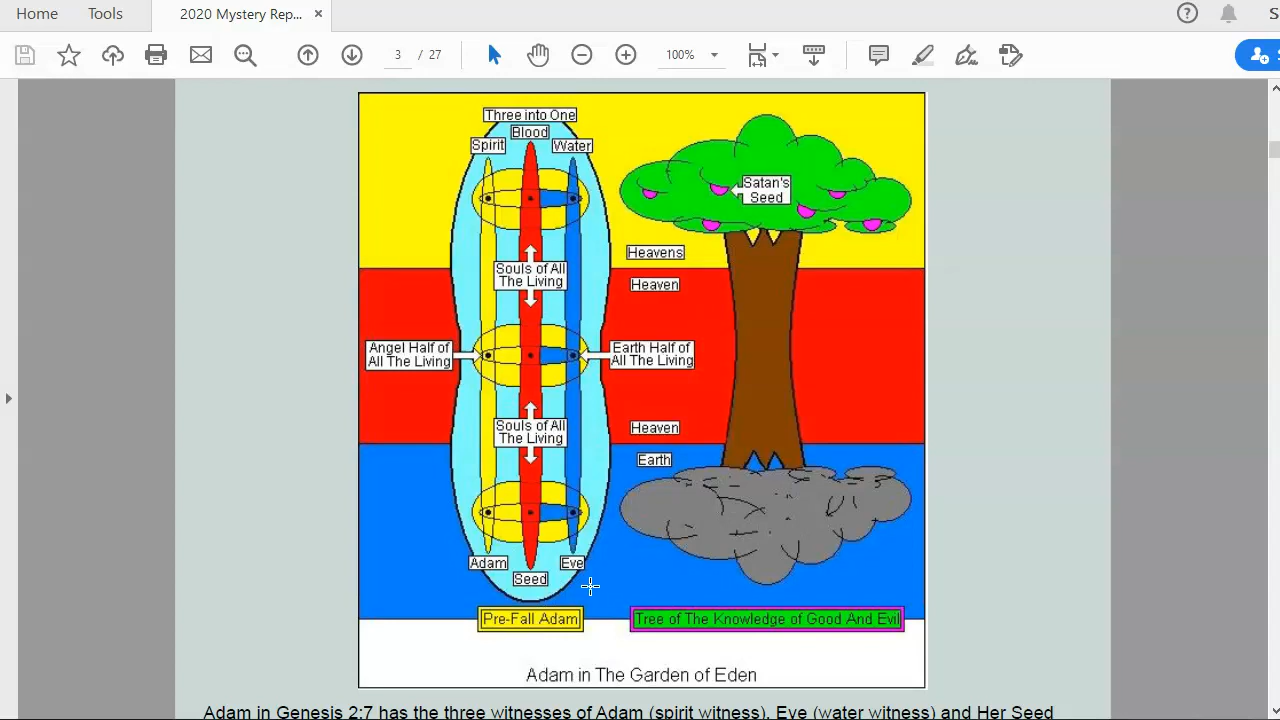 Home
Tools
2020 Mystery Rep...
3 / 27
100%
Three into One
Blood
Spirit
Water
Satan's
Seed
Heavens
Souls of All
The Living
Heaven
Angel Half of
All The Living
Earth Half of
All The Living
Souls of All
The Living
Heaven
Earth
Adam
Eve
Seed
Pre-Fall Adam
Tree of The Knowledge of Good And Evil
Adam in The Garden of Eden
Adam in Genesis 2:7 has the three witnesses of Adam (spirit witness), Eve (water witness) and Her Seed